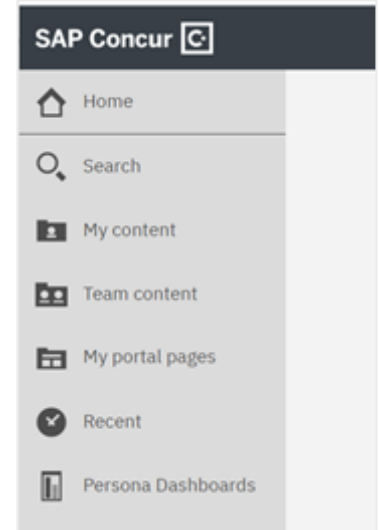 SAP Concur
Home
Search
My content
Team content
My portal pages
Recent
Persona Dashboards